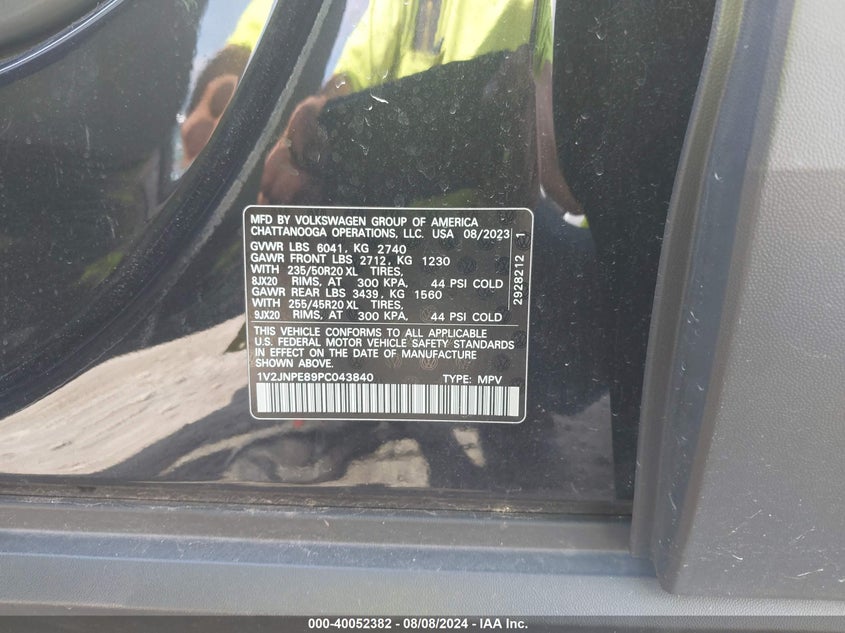 MFD BY VOLKSWAGEN GROUP OF AMERICA
CHATTANOOGA OPERATIONS, LLC. USA 08/2023
GVWR LBS 6041, KG 2740
GAWR FRONT LBS 2712, KG 1230
WITH 235/50R20 XL TIRES,
8JX20 RIMS, AT 300 KPA, 44 PSI COLD
GAWR REAR LBS 3439, KG 1560
WITH 255/45R20 XL TIRES,
9JX20 RIMS, AT 300 KPA, 44 PSI COLD
THIS VEHICLE CONFORMS TO ALL APPLICABLE
U.S. FEDERAL MOTOR VEHICLE SAFETY STANDARDS
IN EFFECT ON THE DATE OF MANUFACTURE
SHOWN ABOVE.
1V2JNPE89PC043840 TYPE: MPV
2928212 1
000-40052382 - 08/08/2024 - IAA Inc.